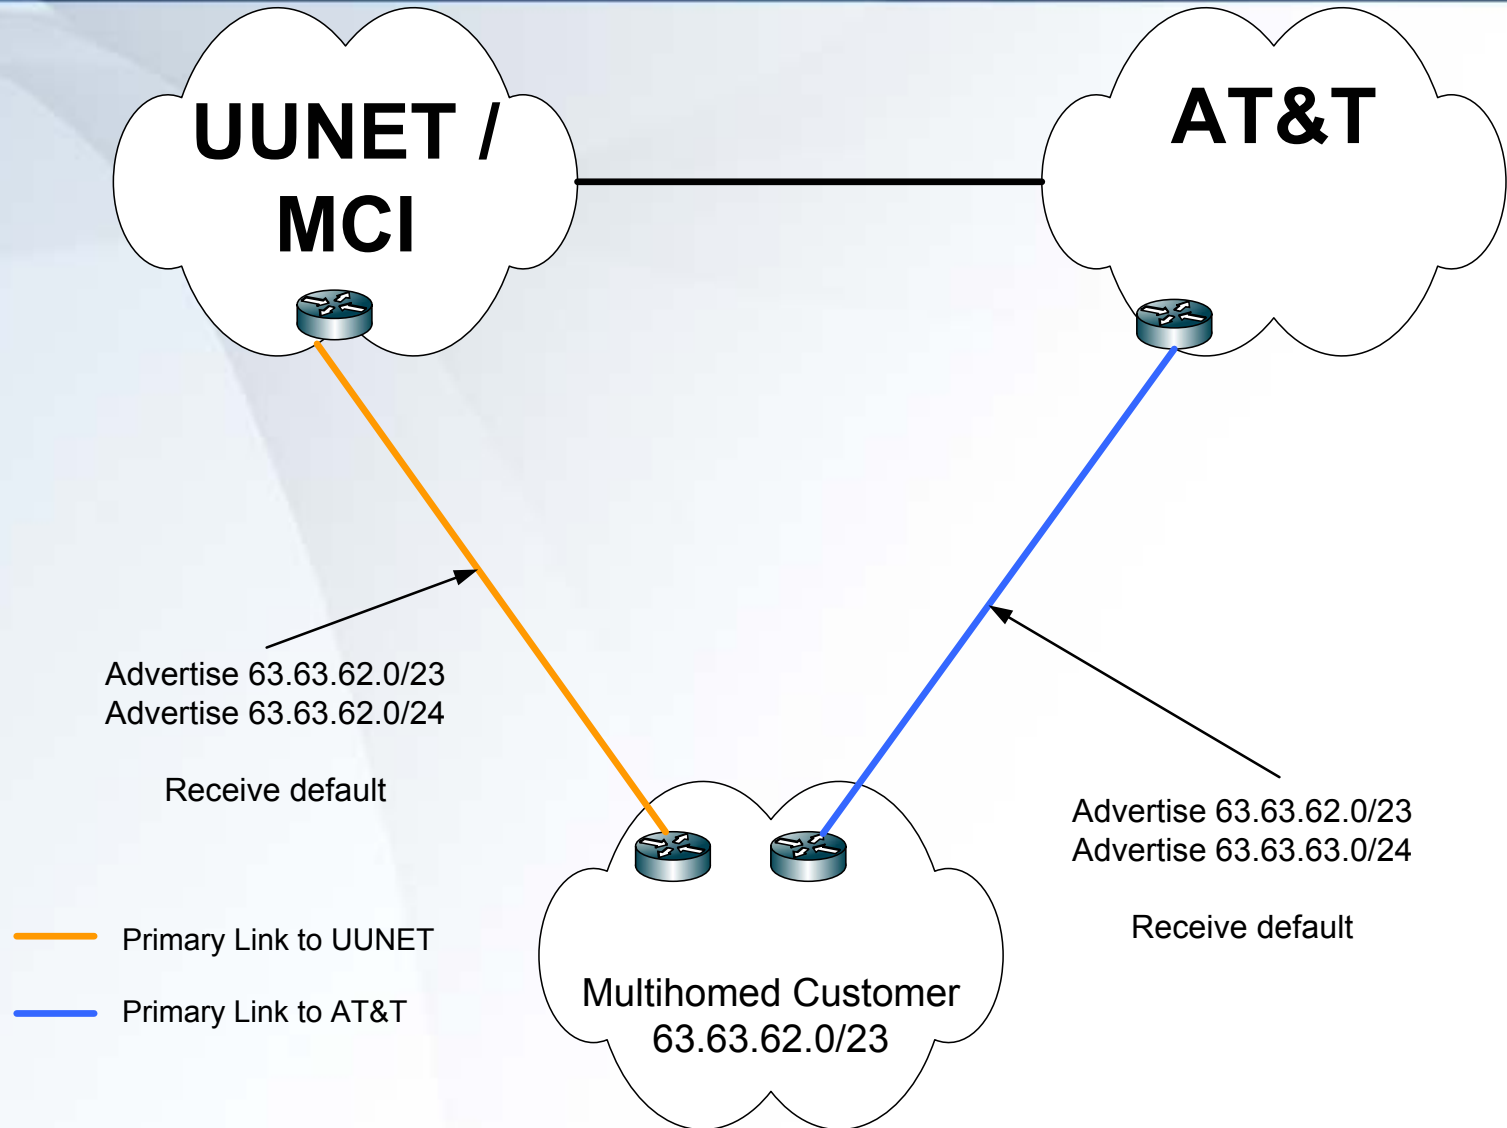 UUNET /
MCI
AT&T
Advertise 63.63.62.0/23
Advertise 63.63.62.0/24
Receive default
Advertise 63.63.62.0/23
Advertise 63.63.63.0/24
Receive default
Primary Link to UUNET
Primary Link to AT&T
Multihomed Customer
63.63.62.0/23